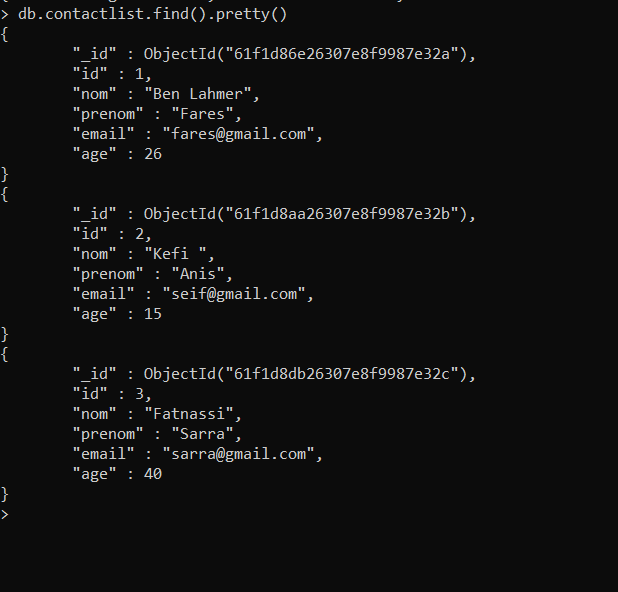 > db.contactlist.find().pretty()
{
        "_id" : ObjectId("61f1d86e26307e8f9987e32a"),
        "id" : 1,
        "nom" : "Ben Lahmer",
        "prenom" : "Fares",
        "email" : "fares@gmail.com",
        "age" : 26
}
{
        "_id" : ObjectId("61f1d8aa26307e8f9987e32b"),
        "id" : 2,
        "nom" : "Kefi ",
        "prenom" : "Anis",
        "email" : "seif@gmail.com",
        "age" : 15
}
{
        "_id" : ObjectId("61f1d8db26307e8f9987e32c"),
        "id" : 3,
        "nom" : "Fatnassi",
        "prenom" : "Sarra",
        "email" : "sarra@gmail.com",
        "age" : 40
}
>